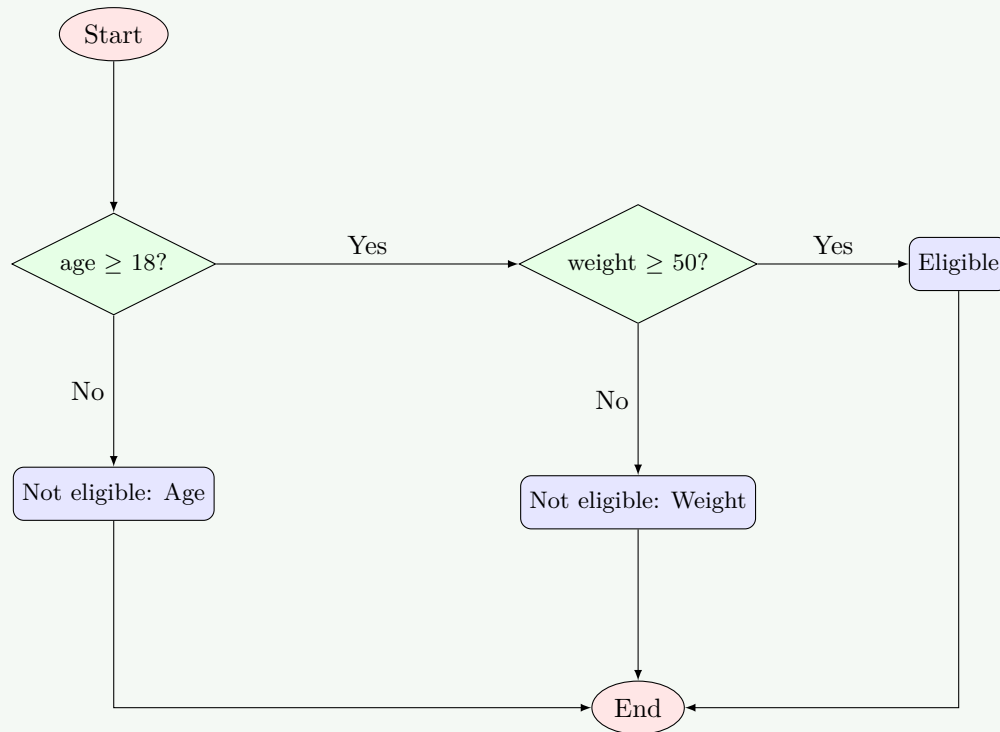 Start
age ≥ 18?
Yes
weight ≥ 50?
Yes
Eligible
No
No
Not eligible: Age
Not eligible: Weight
End